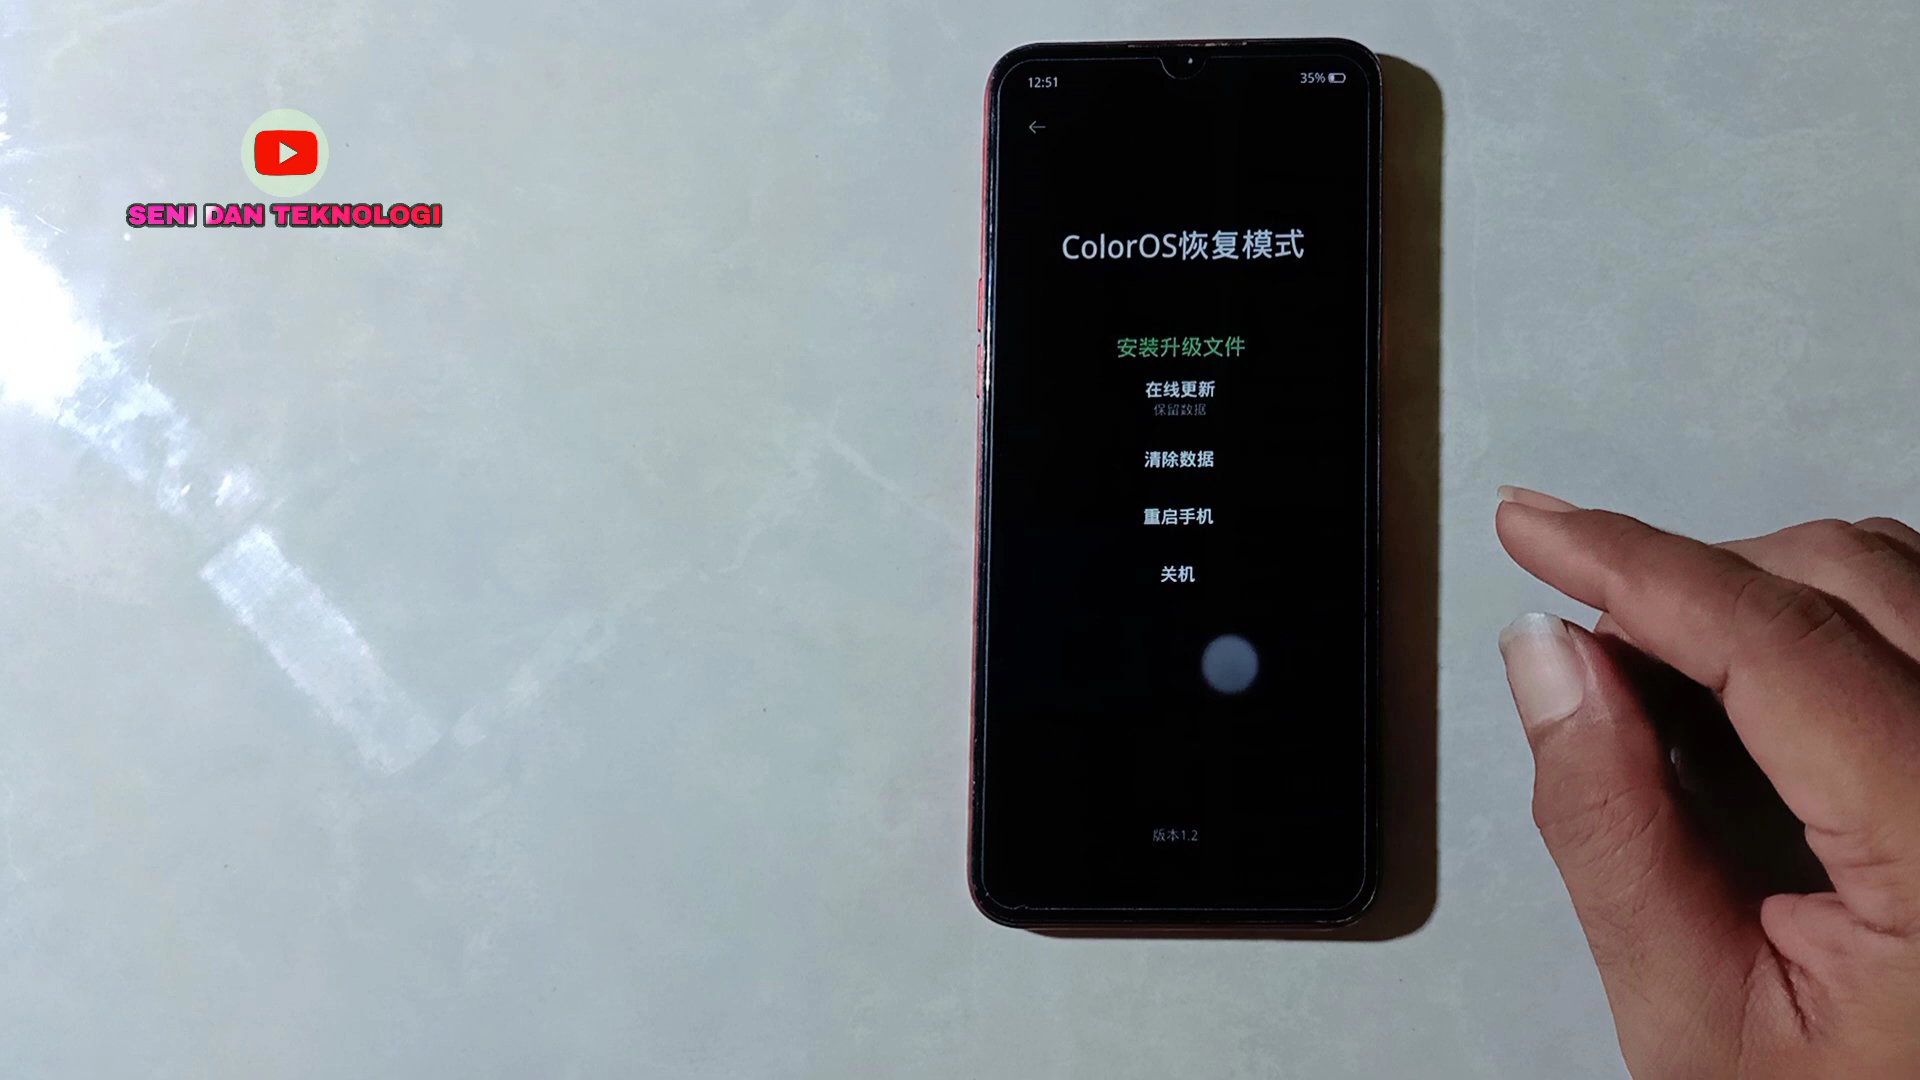 SENI DAN TEKNOLOGI
12:51
35%
ColorOS恢复模式
安装升级文件
在线更新
保留数据
清除数据
重启手机
关机
版本1.2